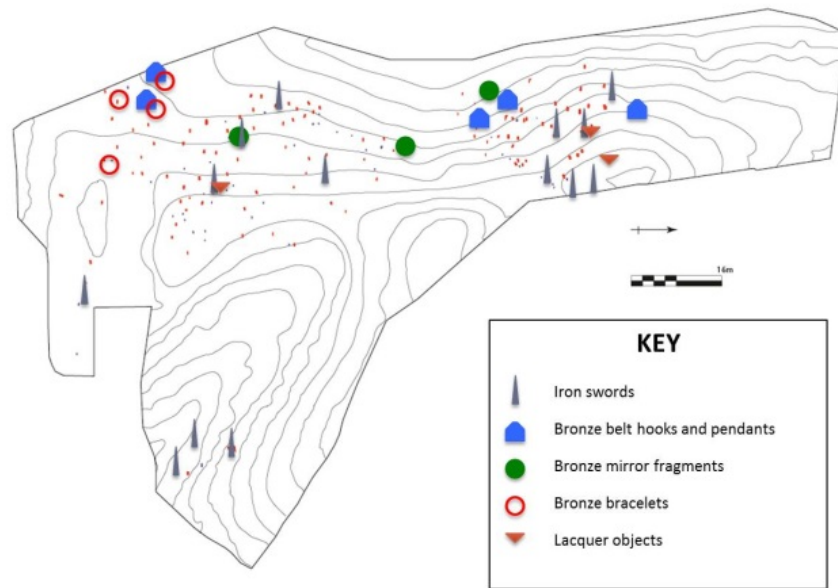 16m
KEY
Iron swords
Bronze belt hooks and pendants
Bronze mirror fragments
Bronze bracelets
Lacquer objects